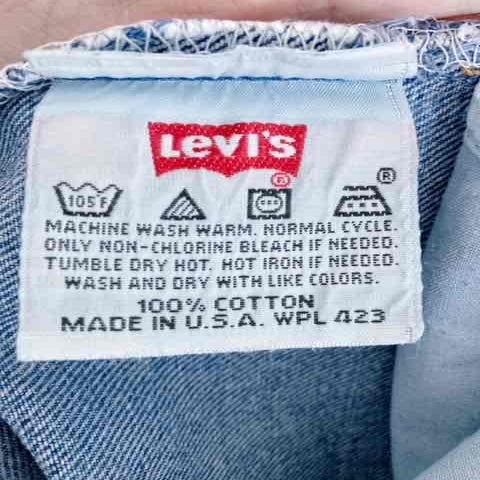 Levi's
®
®
105°F
MACHINE WASH WARM. NORMAL CYCLE.
ONLY NON-CHLORINE BLEACH IF NEEDED.
TUMBLE DRY HOT. HOT IRON IF NEEDED.
WASH AND DRY WITH LIKE COLORS.
100% COTTON
MADE IN U.S.A. WPL 423